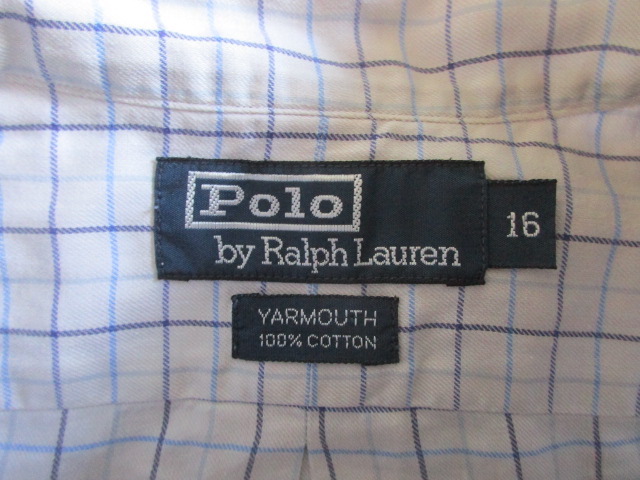 Polo
by Ralph Lauren
16
YARMOUTH
100% COTTON